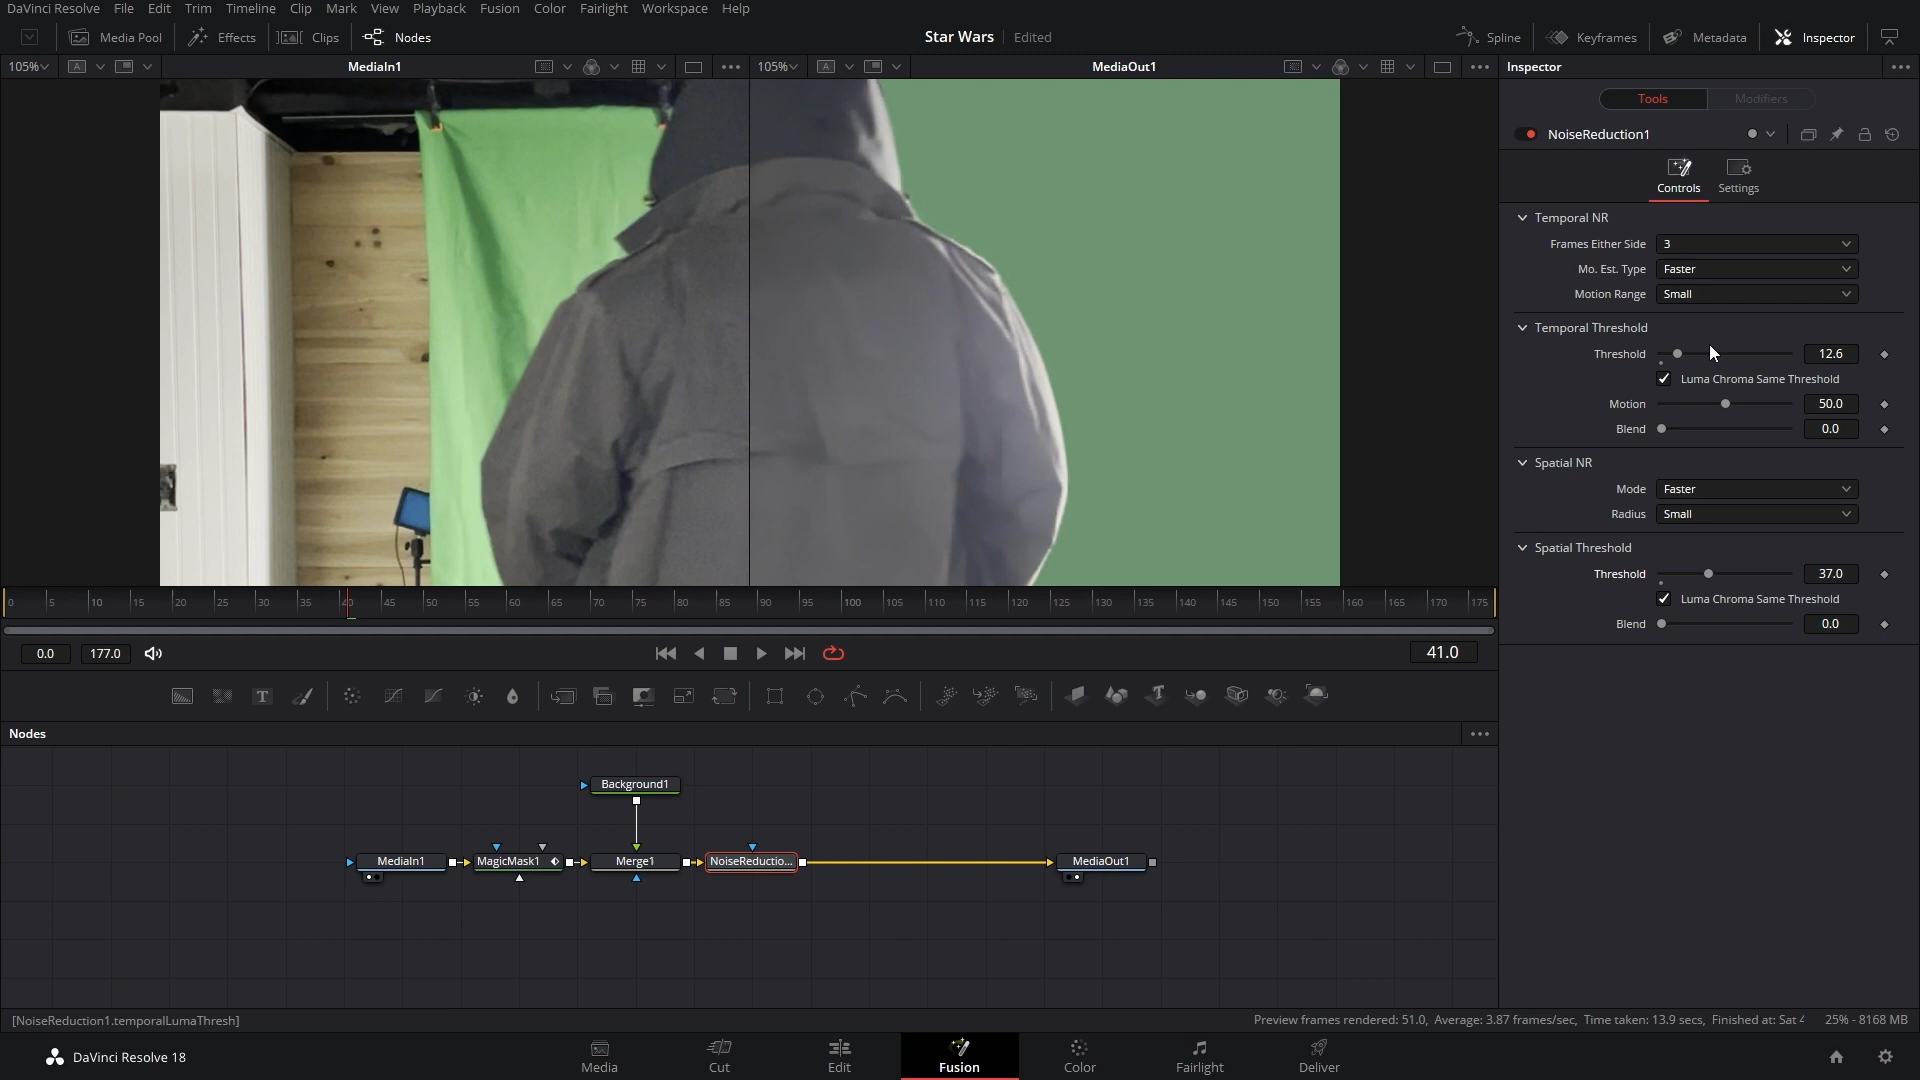 DaVinci Resolve File Edit Trim Timeline Clip Mark View Playback Fusion Color Fairlight Workspace Help
Media Pool Effects Clips Nodes Star Wars Edited Spline Keyframes Metadata Inspector
105% A MediaIn1 105% A MediaOut1 Inspector
Tools Modifiers
NoiseReduction1
Controls Settings
Temporal NR
Frames Either Side 3
Mo. Est. Type Faster
Motion Range Small
Temporal Threshold
Threshold 12.6
Luma Chroma Same Threshold
Motion 50.0
Blend 0.0
Spatial NR
Mode Faster
Radius Small
Spatial Threshold
Threshold 37.0
Luma Chroma Same Threshold
Blend 0.0
0 5 10 15 20 25 30 35 40 45 50 55 60 65 70 75 80 85 90 95 100 105 110 115 120 125 130 135 140 145 150 155 160 165 170 175
0.0 177.0 41.0
T
Nodes
Background1
MediaIn1 MagicMask1 Merge1 NoiseReductio... MediaOut1
[NoiseReduction1.temporalLumaThresh] Preview frames rendered: 51.0, Average: 3.87 frames/sec, Time taken: 13.9 secs, Finished at: Sat 25% - 8168 MB
DaVinci Resolve 18 Media Cut Edit Fusion Color Fairlight Deliver